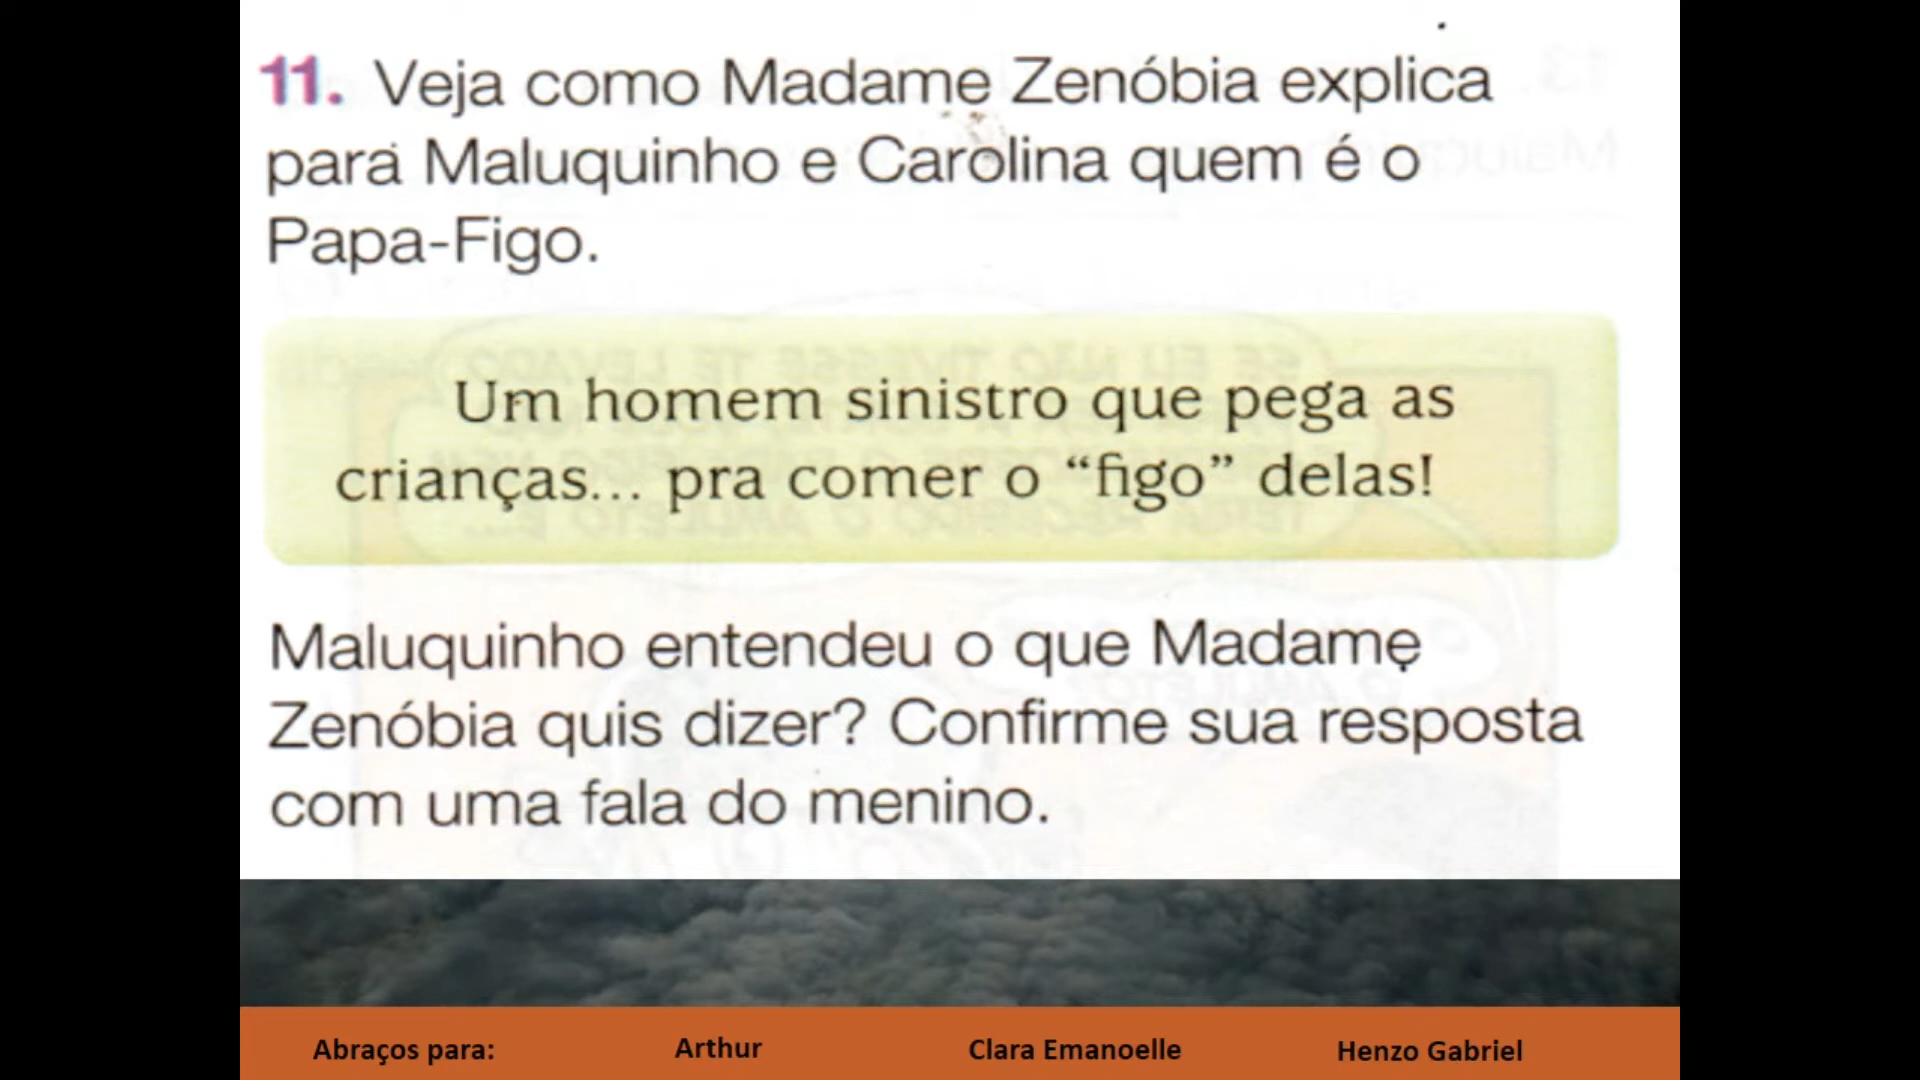 11. Veja como Madame Zenóbia explica
para Maluquinho e Carolina quem é o
Papa-Figo.
Um homem sinistro que pega as
crianças... pra comer o “figo” delas!
Maluquinho entendeu o que Madame
Zenóbia quis dizer? Confirme sua resposta
com uma fala do menino.
Abraços para: Arthur Clara Emanoelle Henzo Gabriel